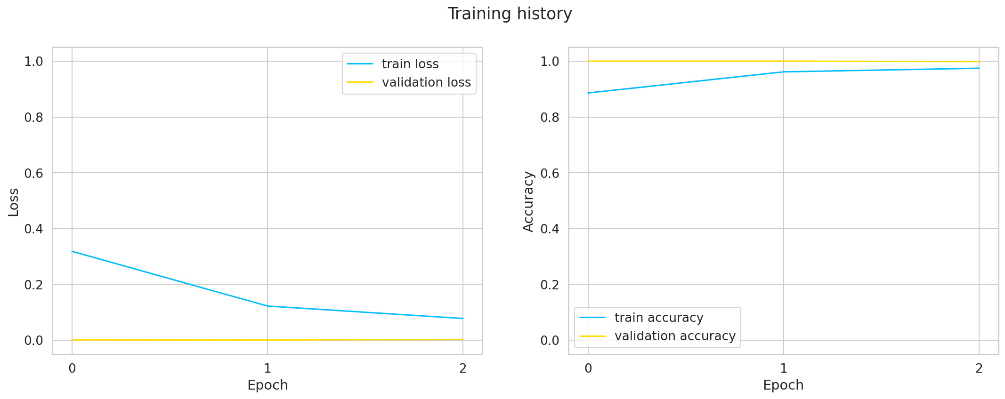 Training history
Loss
1.0
0.8
0.6
0.4
0.2
0.0
train loss
validation loss
0
1
2
Epoch
Accuracy
1.0
0.8
0.6
0.4
0.2
0.0
train accuracy
validation accuracy
0
1
2
Epoch